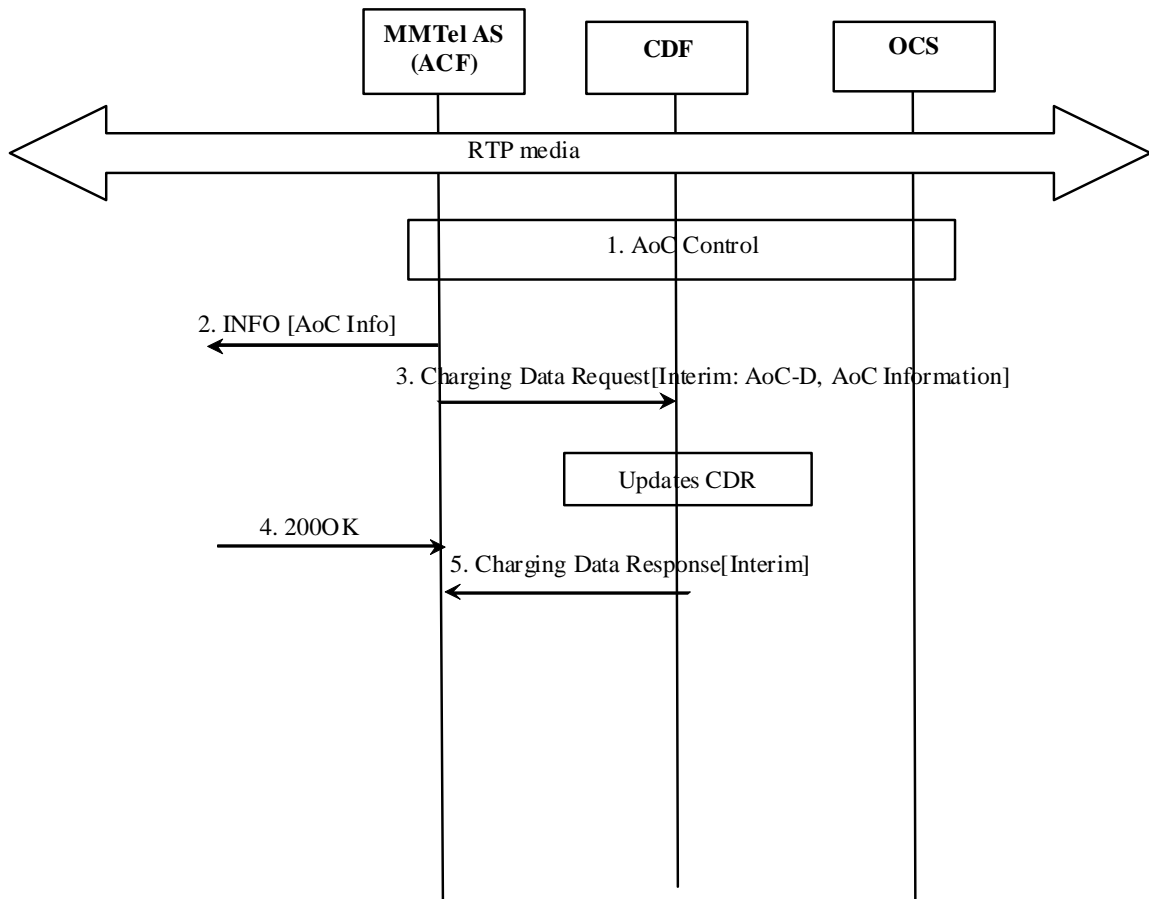 MMTel AS
(ACF)
CDF
OCS
RTP media
1. AoC Control
2. INFO [AoC Info]
3. Charging Data Request[Interim: AoC-D, AoC Information]
Updates CDR
4. 200OK
5. Charging Data Response[Interim]